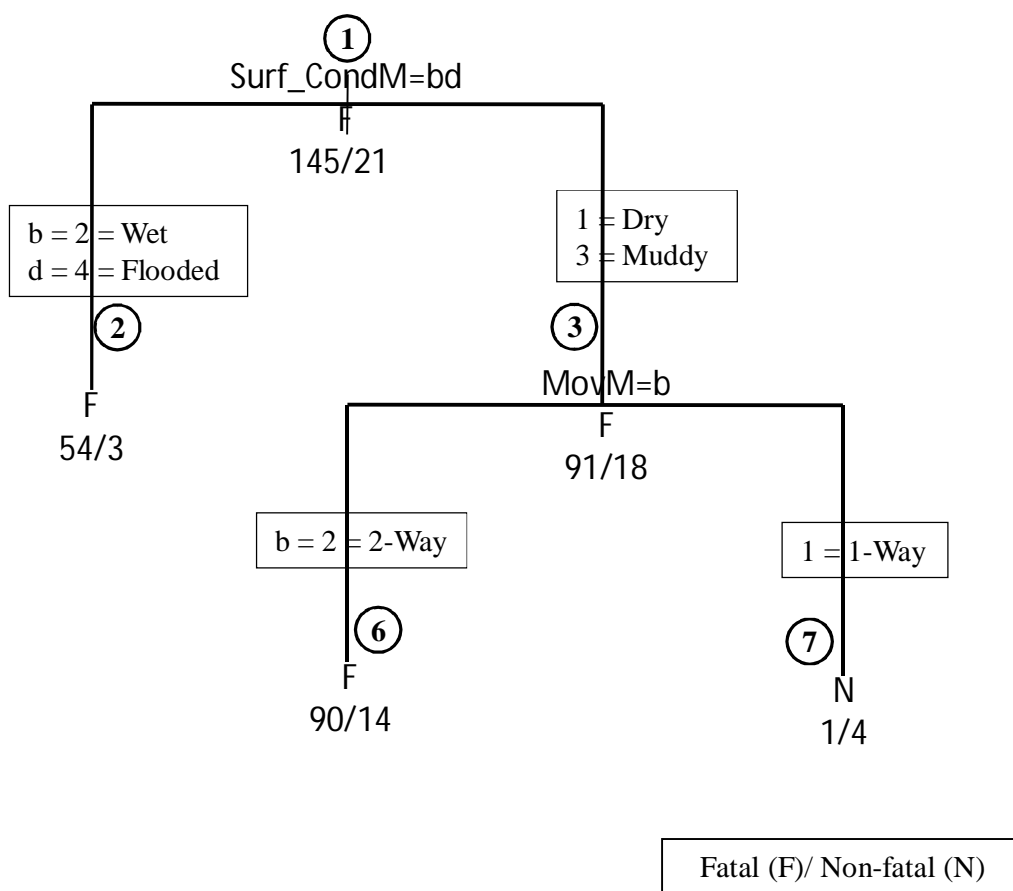 1
Surf_CondM=bd
F
145/21
b = 2 = Wet
d = 4 = Flooded
1 = Dry
3 = Muddy
2
3
MovM=b
F
54/3
F
91/18
b = 2 = 2-Way
1 = 1-Way
6
7
F
90/14
N
1/4
Fatal (F)/ Non-fatal (N)